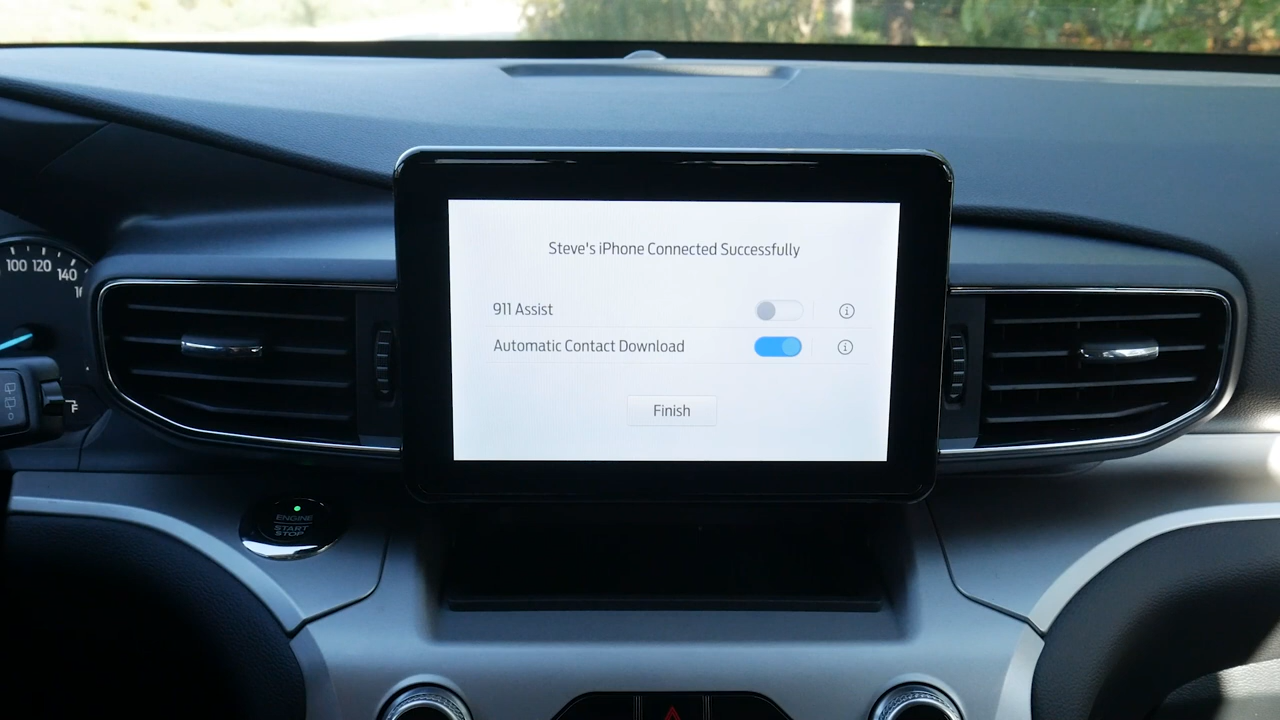 Steve's iPhone Connected Successfully
911 Assist
Automatic Contact Download
Finish
100 120 140
F
ENGINE
START
STOP